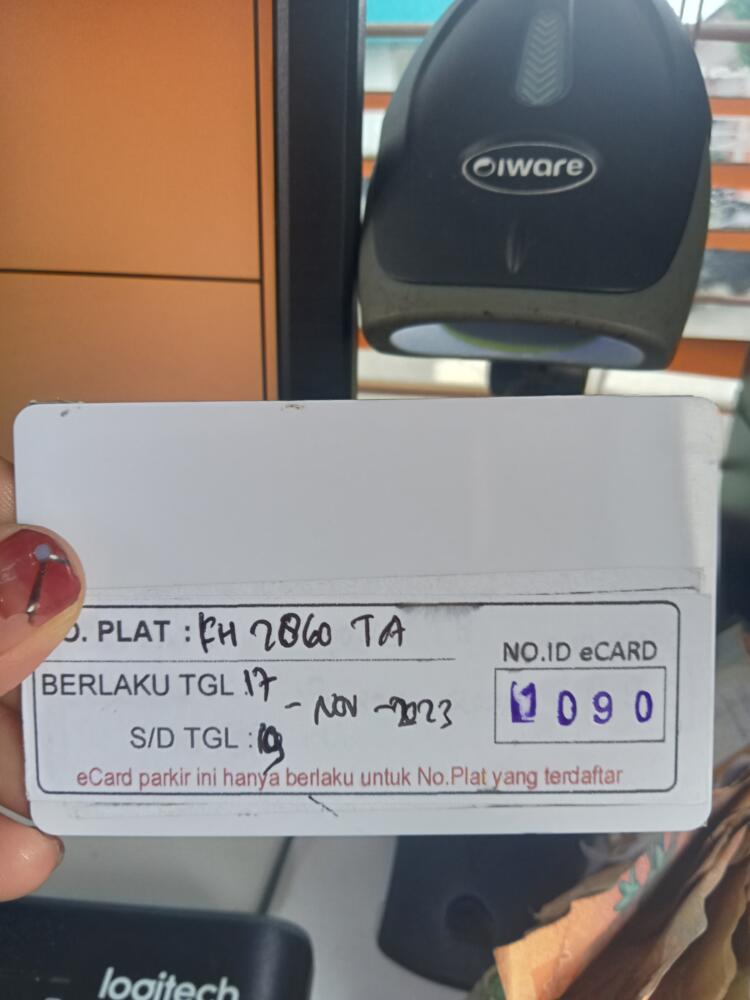 iware
O. PLAT : KH 2860 TA
NO.ID eCARD
BERLAKU TGL 17
- NOV - 2023
1090
S/D TGL : 19
eCard parkir ini hanya berlaku untuk No.Plat yang terdaftar
logitech